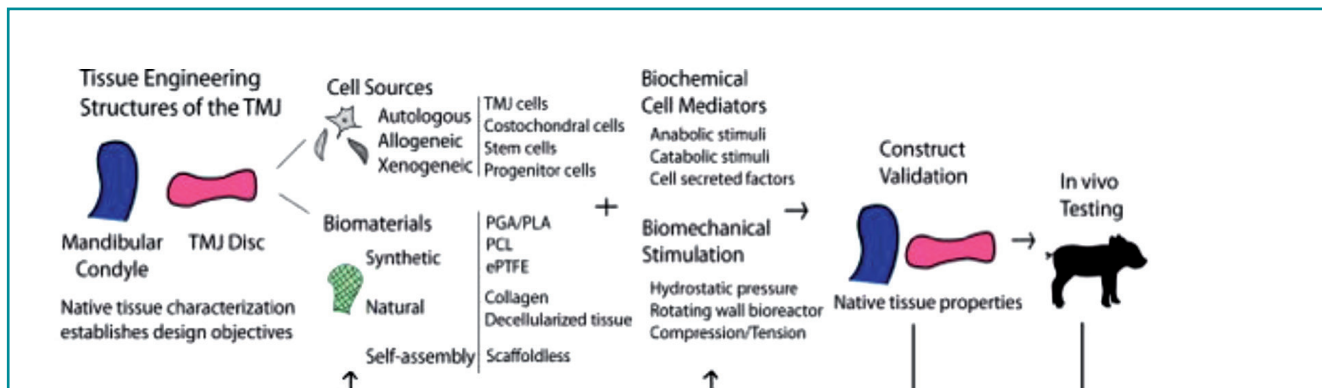 Tissue Engineering
Structures of the TMJ
Mandibular
Condyle
TMJ Disc
Native tissue characterization
establishes design objectives
Cell Sources
Autologous
Allogeneic
Xenogeneic
TMJ cells
Costochondral cells
Stem cells
Progenitor cells
Biomaterials
Synthetic
Natural
Self-assembly
PGA/PLA
PCL
ePTFE
Collagen
Decellularized tissue
Scaffoldless
+
Biochemical
Cell Mediators
Anabolic stimuli
Catabolic stimuli
Cell secreted factors
Biomechanical
Stimulation
Hydrostatic pressure
Rotating wall bioreactor
Compression/Tension
Construct
Validation
Native tissue properties
In vivo
Testing